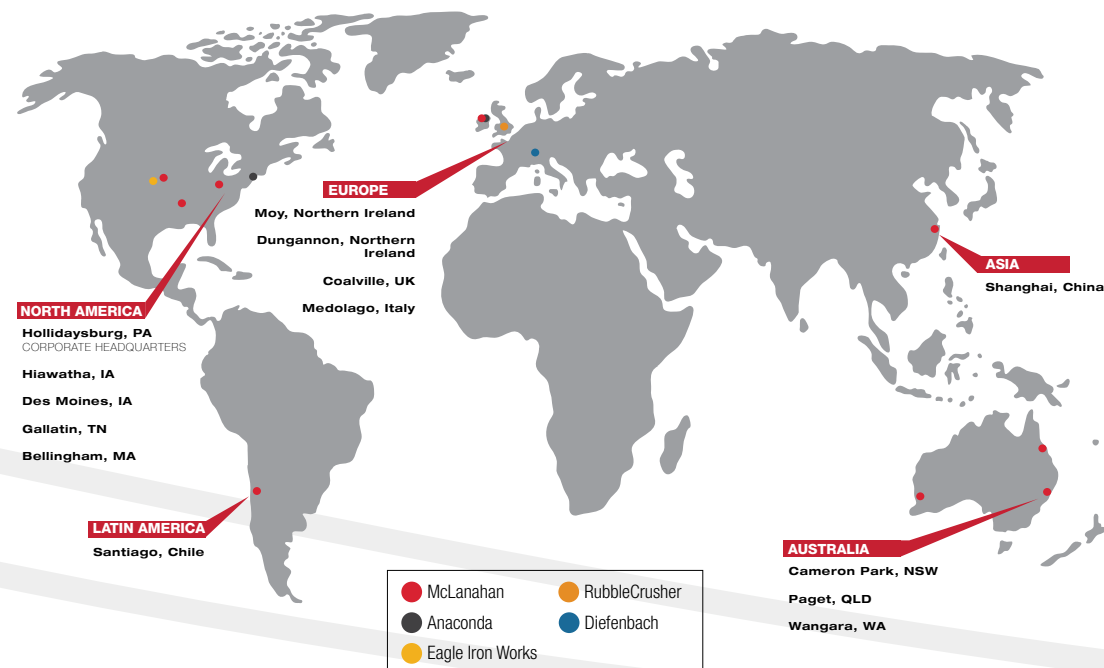 EUROPE
Moy, Northern Ireland
Dungannon, Northern
Ireland
Coalville, UK
Medolago, Italy
ASIA
Shanghai, China
NORTH AMERICA
Hollidaysburg, PA
CORPORATE HEADQUARTERS
Hiawatha, IA
Des Moines, IA
Gallatin, TN
Bellingham, MA
LATIN AMERICA
Santiago, Chile
AUSTRALIA
Cameron Park, NSW
Paget, QLD
Wangara, WA
McLanahan
Anaconda
Eagle Iron Works
RubbleCrusher
Diefenbach